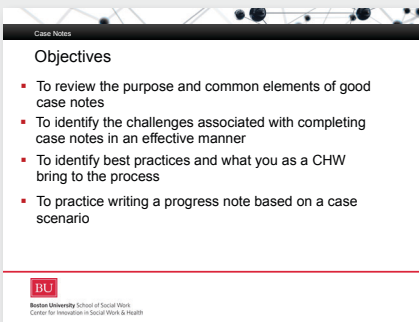 Case Notes
Objectives
▪ To review the purpose and common elements of good
case notes
▪ To identify the challenges associated with completing
case notes in an effective manner
▪ To identify best practices and what you as a CHW
bring to the process
▪ To practice writing a progress note based on a case
scenario
BU
Boston University School of Social Work
Center for Innovation in Social Work & Health